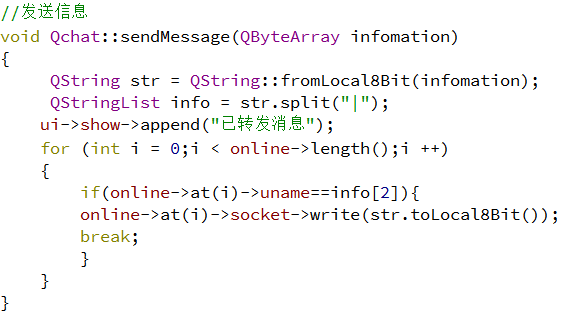 //发送信息
void Qchat::sendMessage(QByteArray infomation)
{
QString str = QString::fromLocal8Bit(infomation);
QStringList info = str.split("|");
ui->show->append("已转发消息");
for (int i = 0;i < online->length();i ++)
{
if(online->at(i)->uname==info[2]){
online->at(i)->socket->write(str.toLocal8Bit());
break;
}
}
}